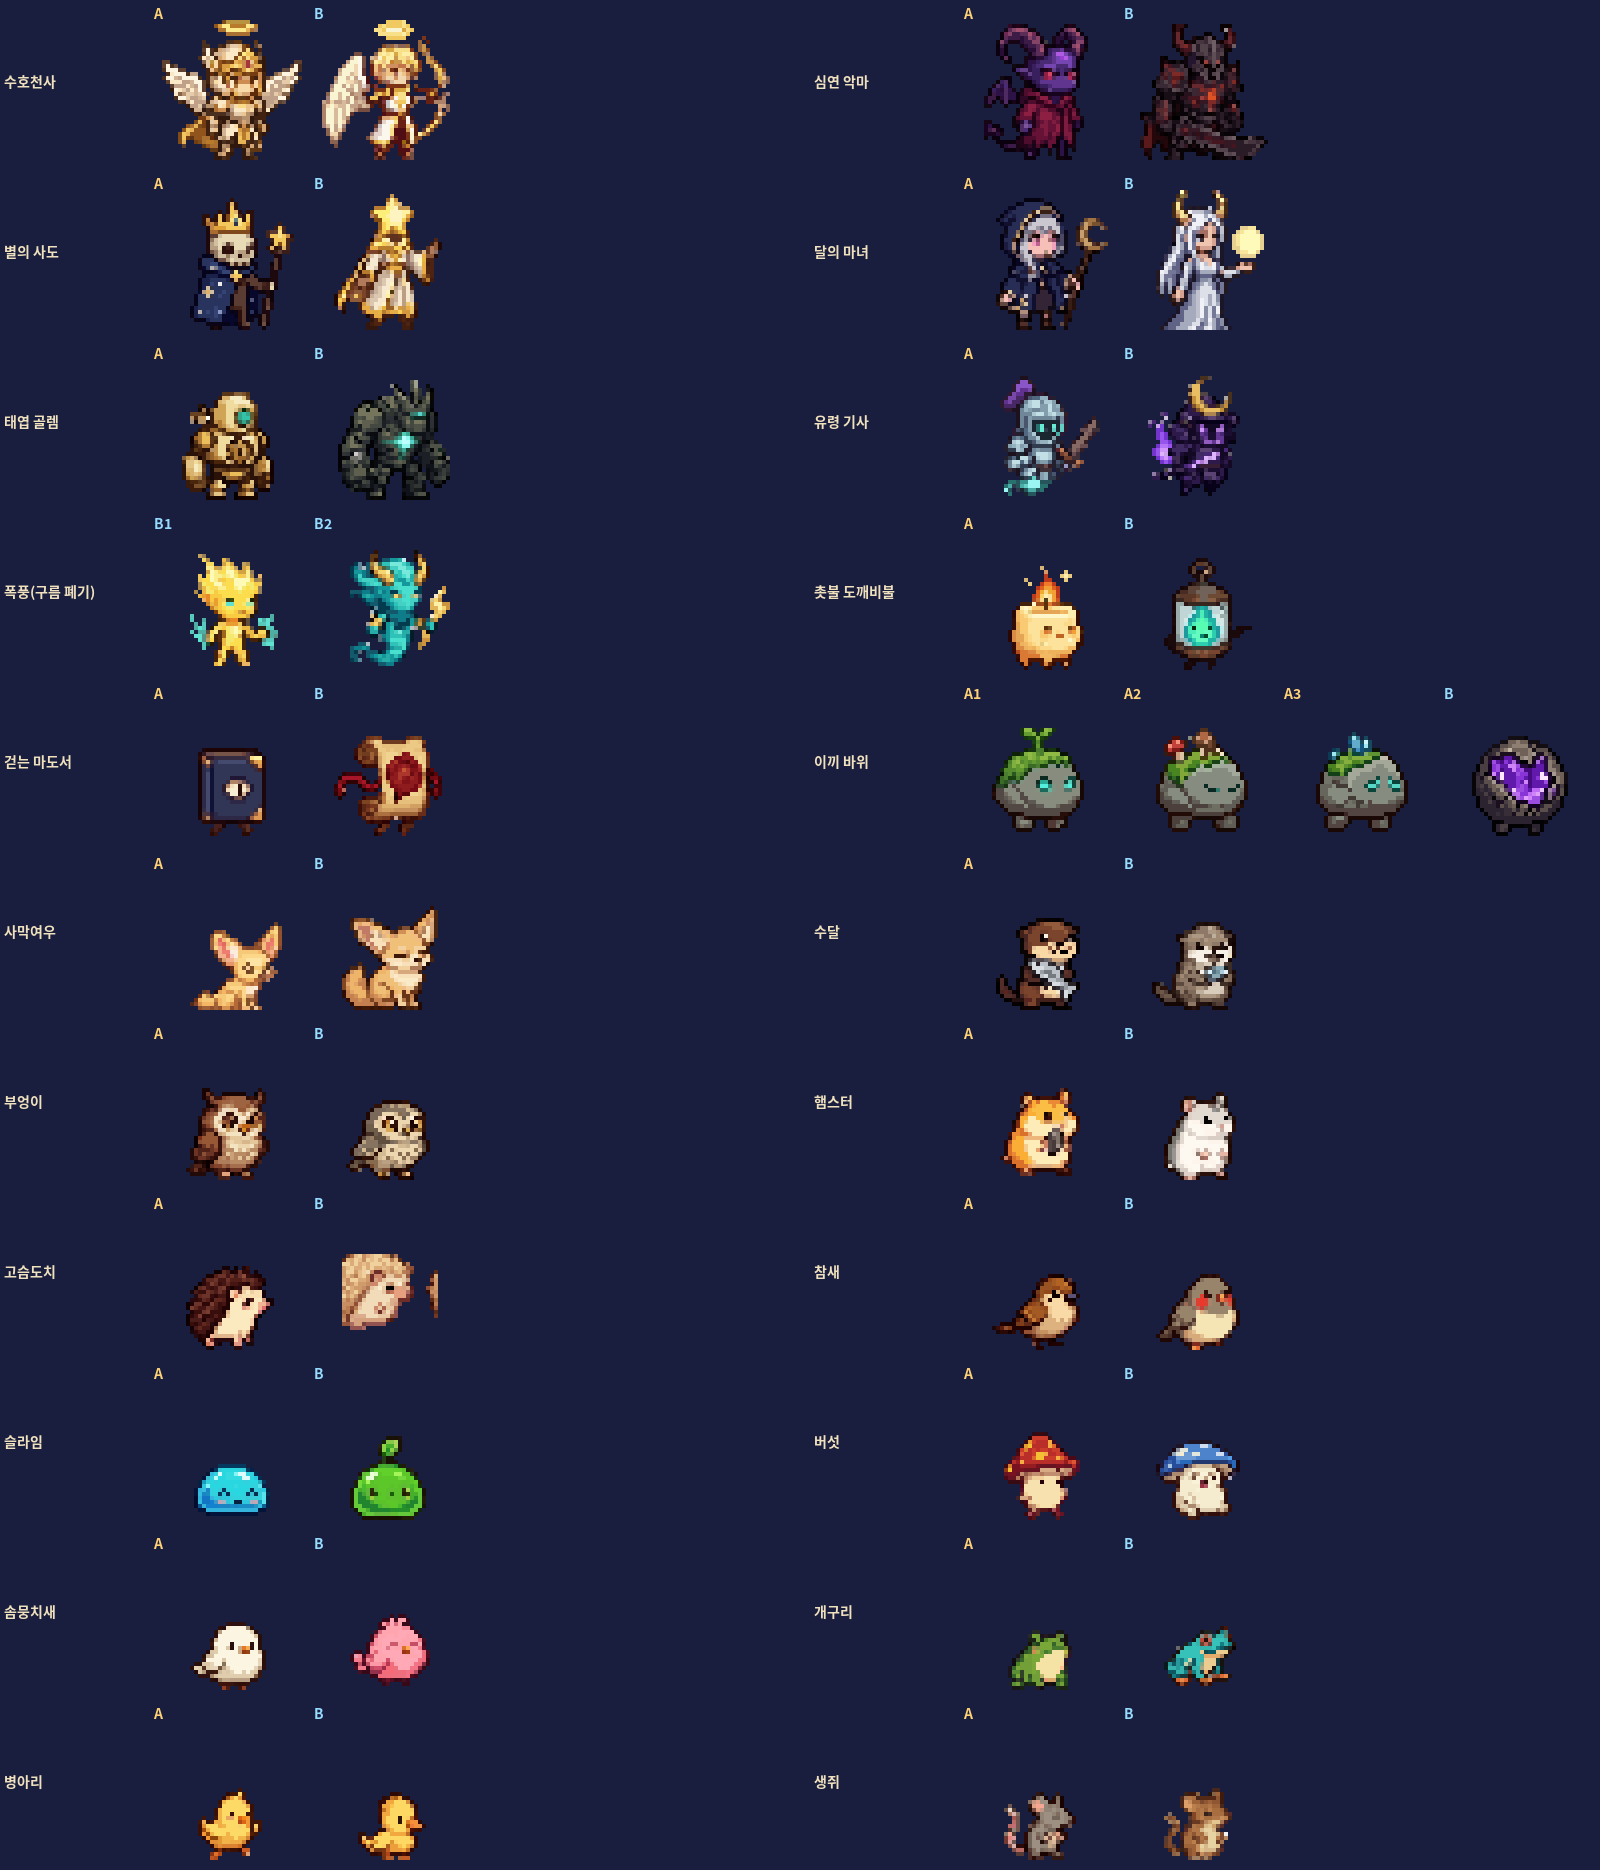 A B A B
수호천사 심연 악마
A B A B
별의 사도 달의 마녀
A B A B
태엽 골렘 유령 기사
B1 B2 A B
폭풍(구름 폐기) 촛불 도깨비불
A B A1 A2 A3 B
걷는 마도서 이끼 바위
A B A B
사막여우 수달
A B A B
부엉이 햄스터
A B A B
고슴도치 참새
A B A B
슬라임 버섯
A B A B
솜뭉치새 개구리
A B A B
병아리 생쥐